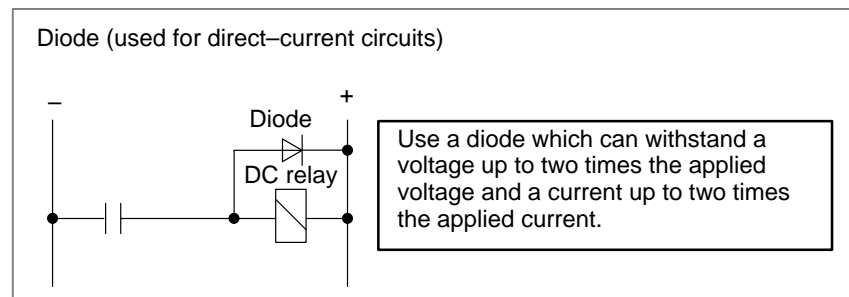 Diode (used for direct–current circuits)
–
+
Diode
DC relay
Use a diode which can withstand a
voltage up to two times the applied
voltage and a current up to two times
the applied current.